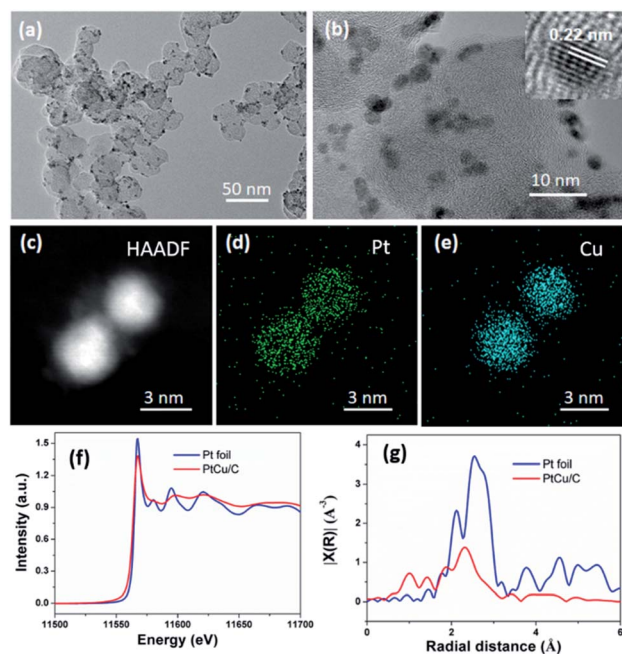 (a)
50 nm
(b)
0.22 nm
10 nm
(c)
HAADF
3 nm
(d)
Pt
3 nm
(e)
Cu
3 nm
(f)
Pt foil
PtCu/C
Intensity (a.u.)
1.5
1.2
0.9
0.6
0.3
0.0
11500
11550
11600
11650
11700
Energy (eV)
(g)
Pt foil
PtCu/C
|X(R)| (Å⁻³)
4
3
2
1
0
0
2
4
6
Radial distance (Å)